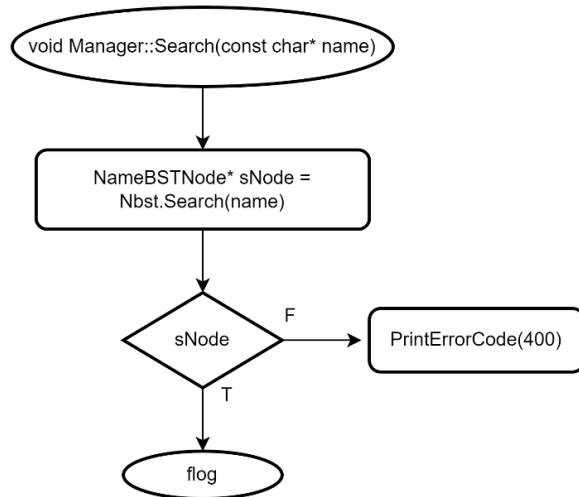 void Manager::Search(const char* name)
NameBSTNode* sNode =
Nbst.Search(name)
sNode
F
PrintErrorCode(400)
T
flog